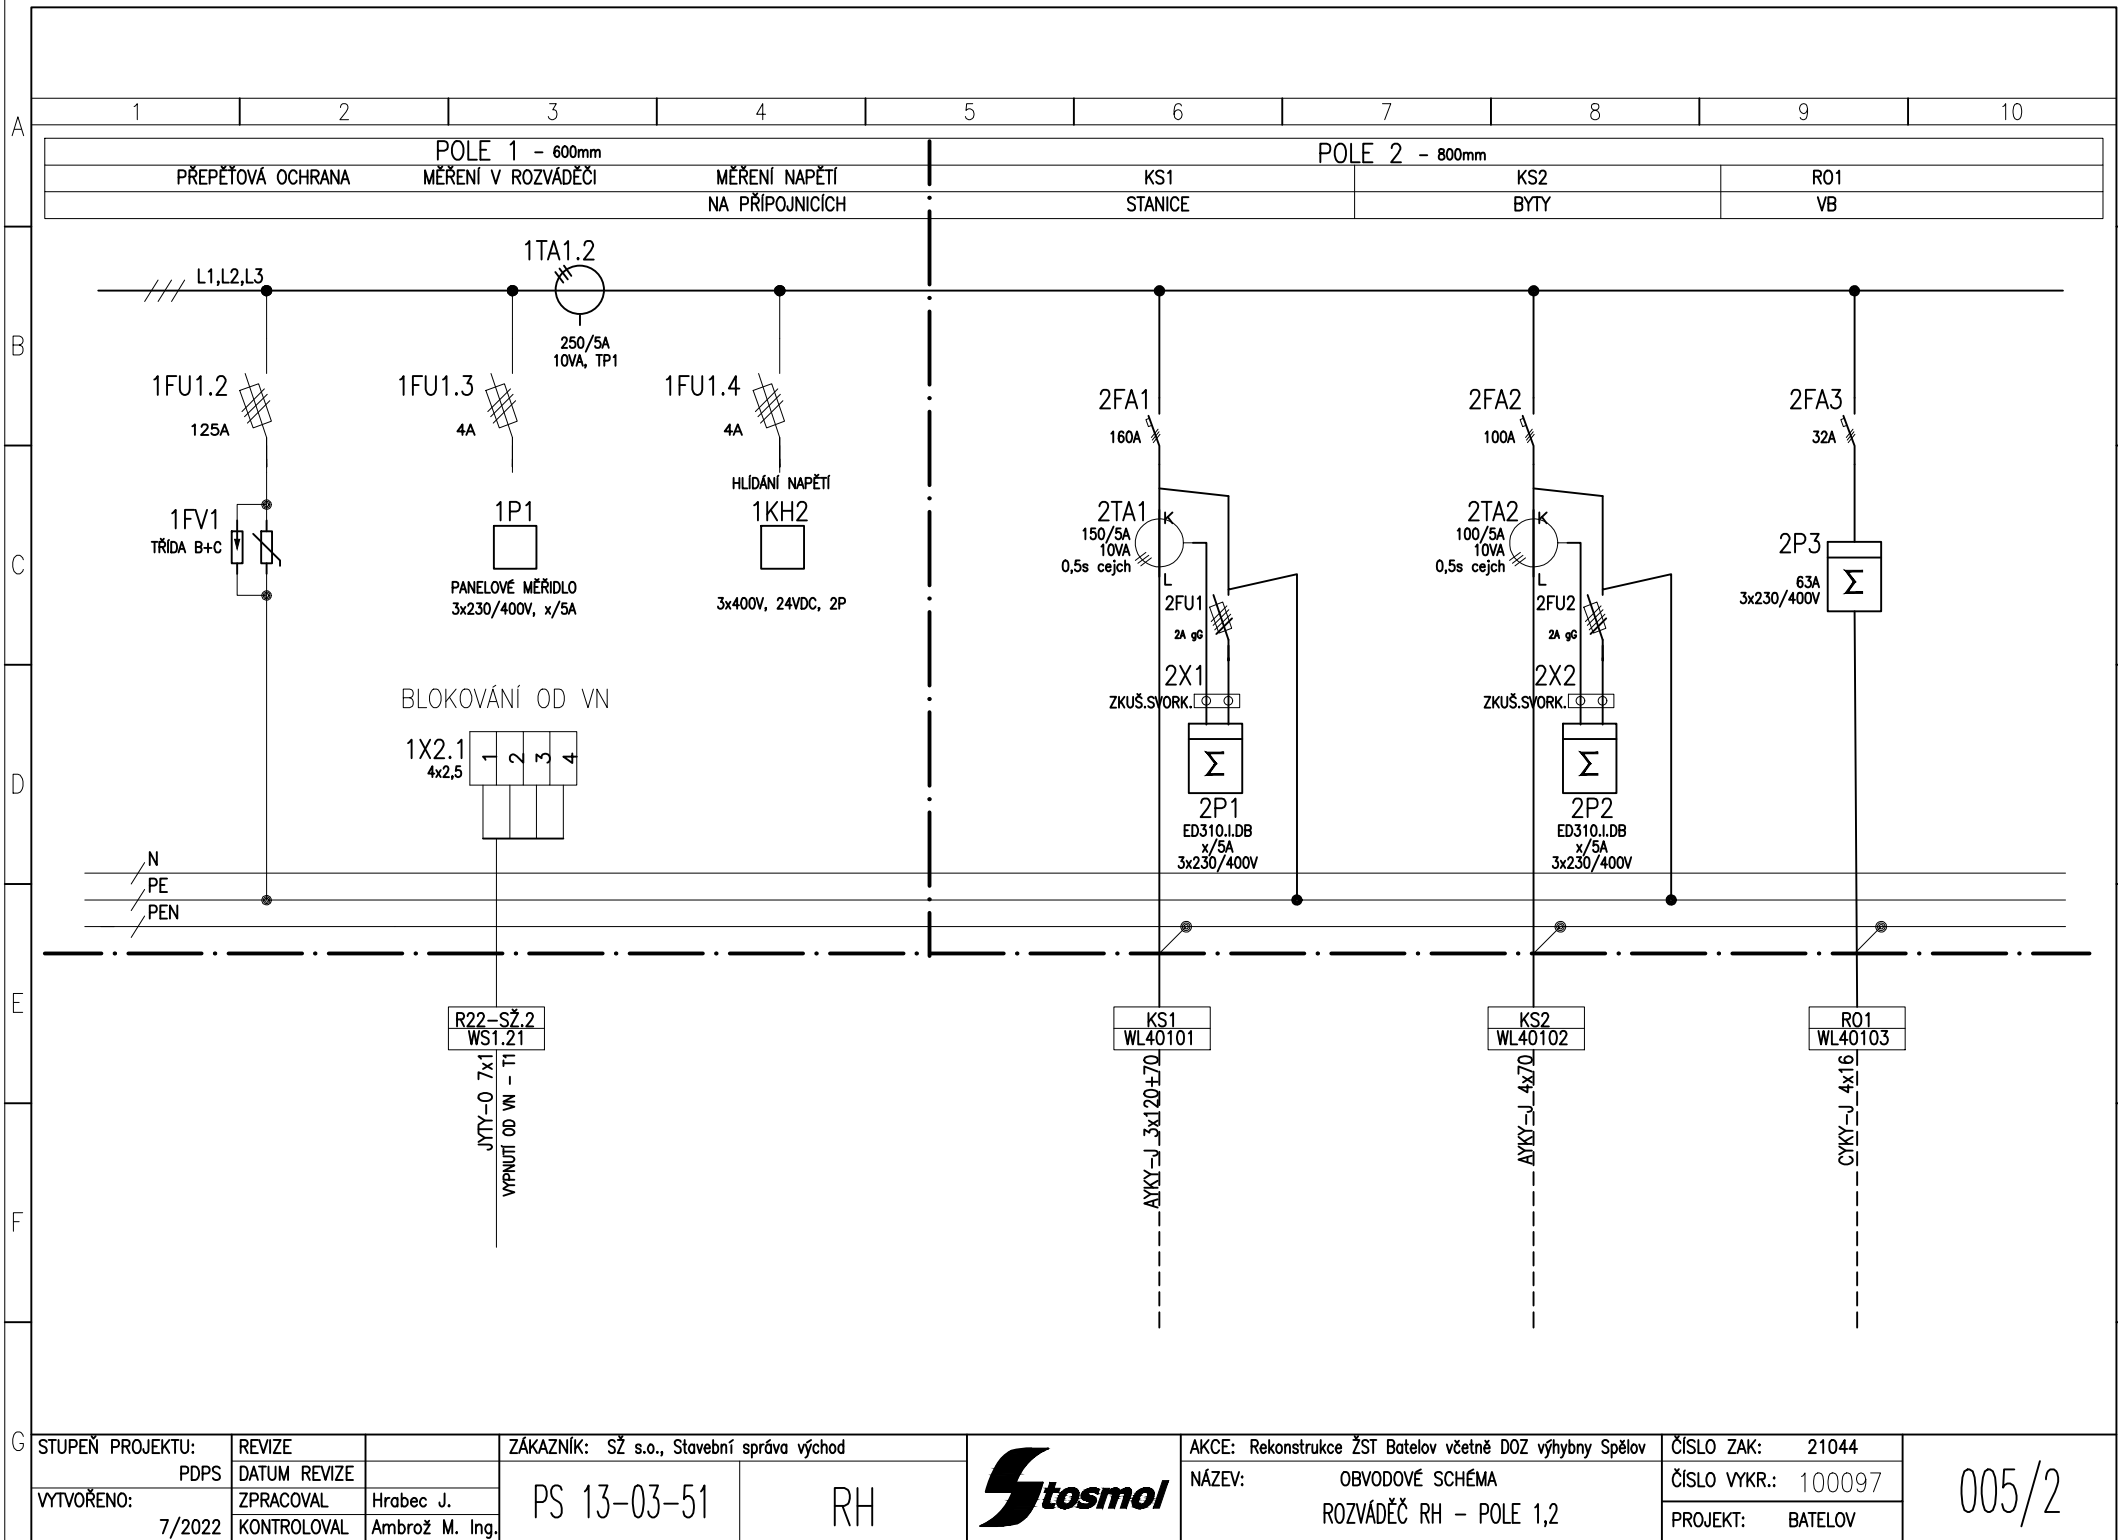 1 2 3 4 5 6 7 8 9 10
A
B
C
D
E
F
G
POLE 1 - 600mm
POLE 2 - 800mm
PŘEPĚŤOVÁ OCHRANA
MĚŘENÍ V ROZVÁDĚČI
MĚŘENÍ NAPĚTÍ
NA PŘÍPOJNICÍCH
KS1
STANICE
KS2
BYTY
RO1
VB
L1,L2,L3
1TA1.2
250/5A
10VA, TP1
1FU1.2
125A
1FU1.3
4A
1FU1.4
4A
2FA1
160A
2FA2
100A
2FA3
32A
1FV1
TŘÍDA B+C
1P1
PANELOVÉ MĚŘIDLO
3x230/400V, x/5A
HLÍDÁNÍ NAPĚTÍ
1KH2
3x400V, 24VDC, 2P
2TA1
150/5A
10VA
0,5s cejch
K
L
2FU1
2A gG
2X1
ZKUŠ.SVORK.
Σ
2P1
ED310.I.DB
x/5A
3x230/400V
2TA2
100/5A
10VA
0,5s cejch
K
L
2FU2
2A gG
2X2
ZKUŠ.SVORK.
Σ
2P2
ED310.I.DB
x/5A
3x230/400V
2P3
63A
3x230/400V
Σ
BLOKOVÁNÍ OD VN
1X2.1
4x2,5
1 2 3 4
N
PE
PEN
R22-SŽ.2
WS1.21
JYTY-O 7x1
VYPNUTÍ OD VN - T1
KS1
WL40101
AYKY-J 3x120+70
KS2
WL40102
AYKY-J 4x70
RO1
WL40103
CYKY-J 4x16
STUPEŇ PROJEKTU:
PDPS
VYTVOŘENO:
7/2022
REVIZE
DATUM REVIZE
ZPRACOVAL Hrabec J.
KONTROLOVAL Ambrož M. Ing.
ZÁKAZNÍK: SŽ s.o., Stavební správa východ
PS 13-03-51
RH
Stosmol
AKCE: Rekonstrukce ŽST Batelov včetně DOZ výhybny Spělov
NÁZEV: OBVODOVÉ SCHÉMA
ROZVÁDĚČ RH - POLE 1,2
ČÍSLO ZAK: 21044
ČÍSLO VYKR.: 100097
PROJEKT: BATELOV
005/2